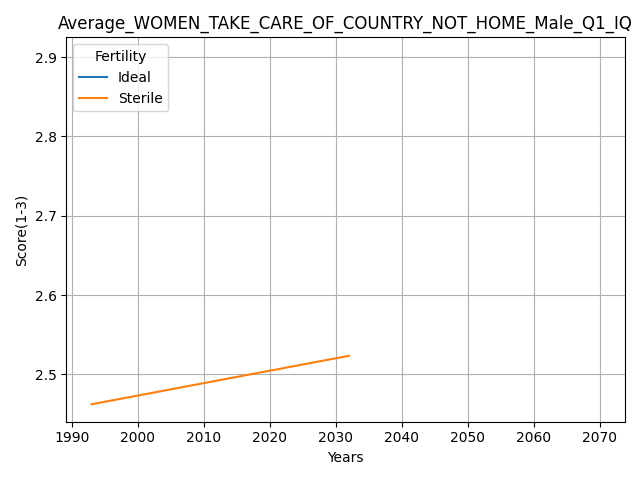 Average_WOMEN_TAKE_CARE_OF_COUNTRY_NOT_HOME_Male_Q1_IQ
Fertility
Ideal
Sterile
2.9
2.8
2.7
2.6
2.5
Score(1-3)
1990 2000 2010 2020 2030 2040 2050 2060 2070
Years